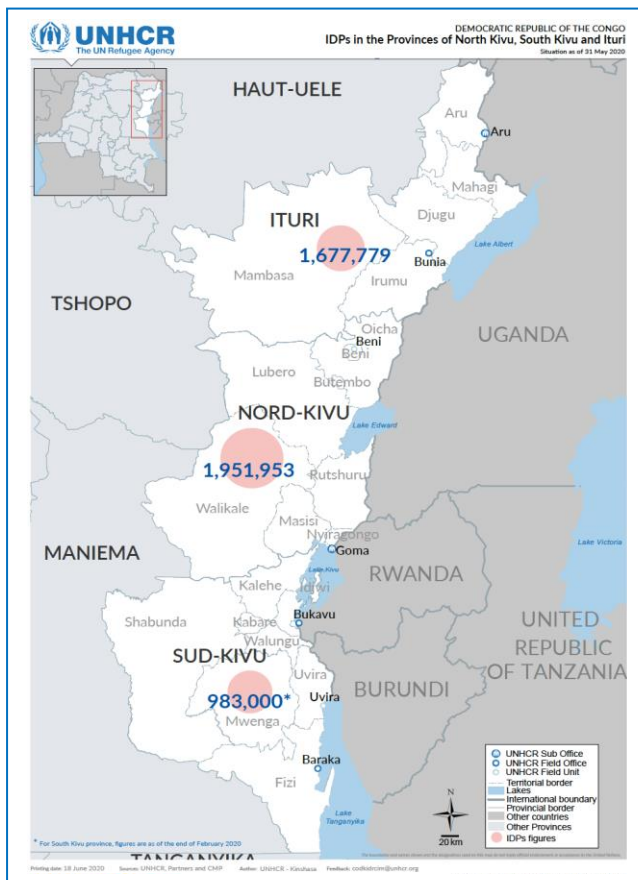 UNHCR
The UN Refugee Agency
DEMOCRATIC REPUBLIC OF THE CONGO
IDPs in the Provinces of North Kivu, South Kivu and Ituri
Situation as of 31 May 2020
HAUT-UELE
Aru
Aru
Mahagi
ITURI
Djugu
1,677,779
Lake Albert
Bunia
Mambasa
Irumu
TSHOPO
Oicha
Beni
Beni
UGANDA
Lubero
Butembo
NORD-KIVU
Lake Edward
1,951,953
Rutshuru
Walikale
Masisi
Nyiragongo
Goma
Lake Victoria
MANIEMA
Lake Kivu
RWANDA
Kalehe
Idjwi
Shabunda
Bukavu
Kabare
Walungu
UNITED
REPUBLIC
OF TANZANIA
SUD-KIVU
Uvira
BURUNDI
983,000*
Uvira
Mwenga
Baraka
Fizi
UNHCR Sub Office
UNHCR Field Office
UNHCR Field Unit
Territorial border
Lakes
International boundary
Provincial border
Other countries
Other Provinces
IDPs figures
N
20 km
Lake
Tanganyika
* For South Kivu province, figures are as of the end of February 2020
TANGANYIKA
Printing date: 18 June 2020 Sources: UNHCR, Partners and CMP Author: UNHCR - Kinshasa Feedback: codkodrcim@unhcr.org